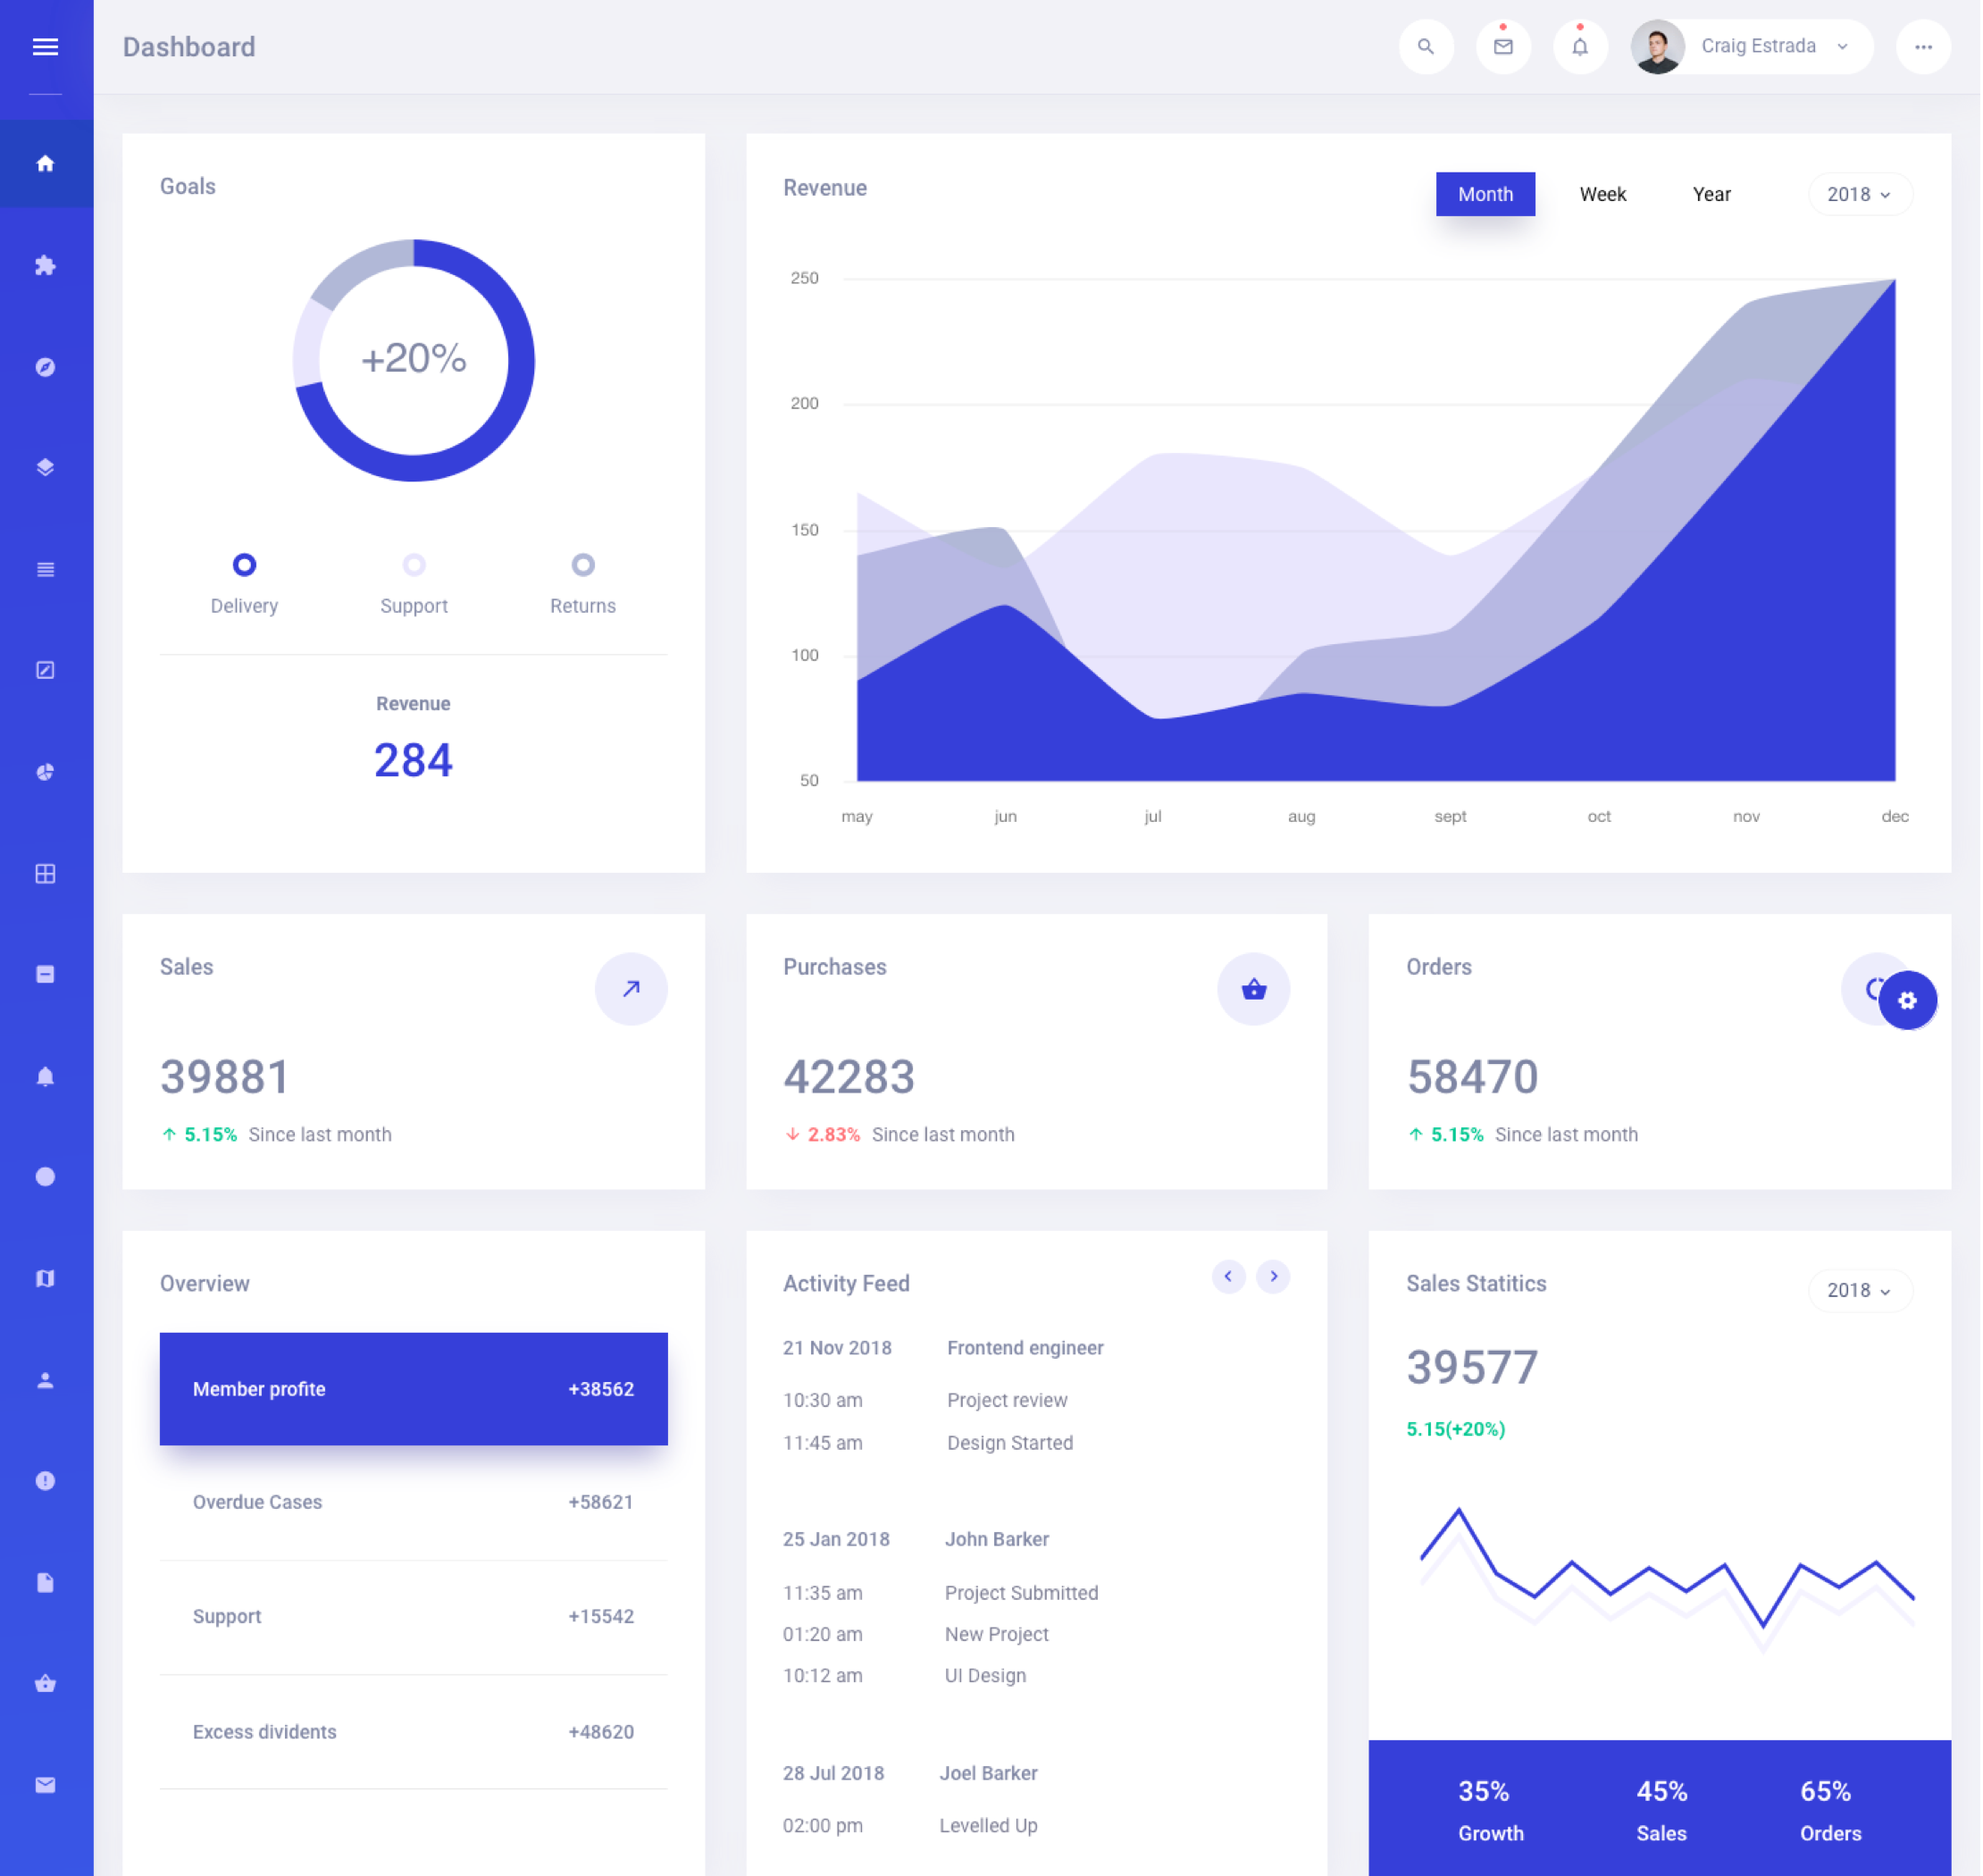 Dashboard
Craig Estrada
Goals
+20%
Delivery Support Returns
Revenue
284
Revenue
Month Week Year 2018
250
200
150
100
50
may jun jul aug sept oct nov dec
Sales
39881
5.15% Since last month
Purchases
42283
2.83% Since last month
Orders
58470
5.15% Since last month
Overview
Member profite +38562
Overdue Cases +58621
Support +15542
Excess dividents +48620
Activity Feed
21 Nov 2018 Frontend engineer
10:30 am Project review
11:45 am Design Started
25 Jan 2018 John Barker
11:35 am Project Submitted
01:20 am New Project
10:12 am UI Design
28 Jul 2018 Joel Barker
02:00 pm Levelled Up
Sales Statitics
2018
39577
5.15(+20%)
35% 45% 65%
Growth Sales Orders